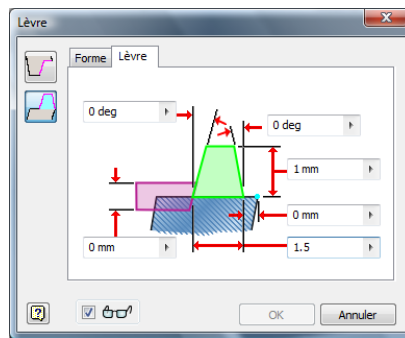 Lèvre
Forme
Lèvre
0 deg
0 deg
1 mm
0 mm
0 mm
1.5
OK
Annuler